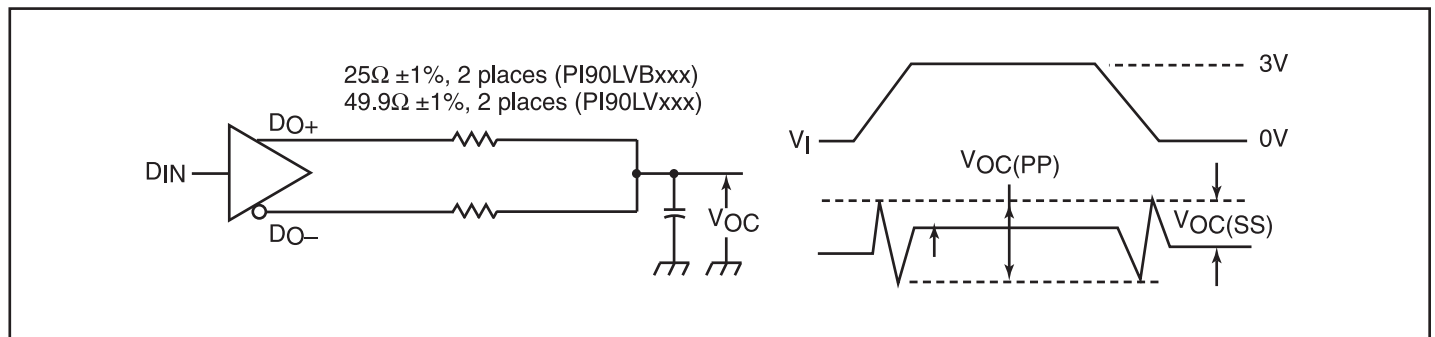 25Ω ±1%, 2 places (PI90LVBxxx)
49.9Ω ±1%, 2 places (PI90LVxxx)
DO+
DIN
DO–
VOC
3V
VI
0V
VOC(PP)
VOC(SS)